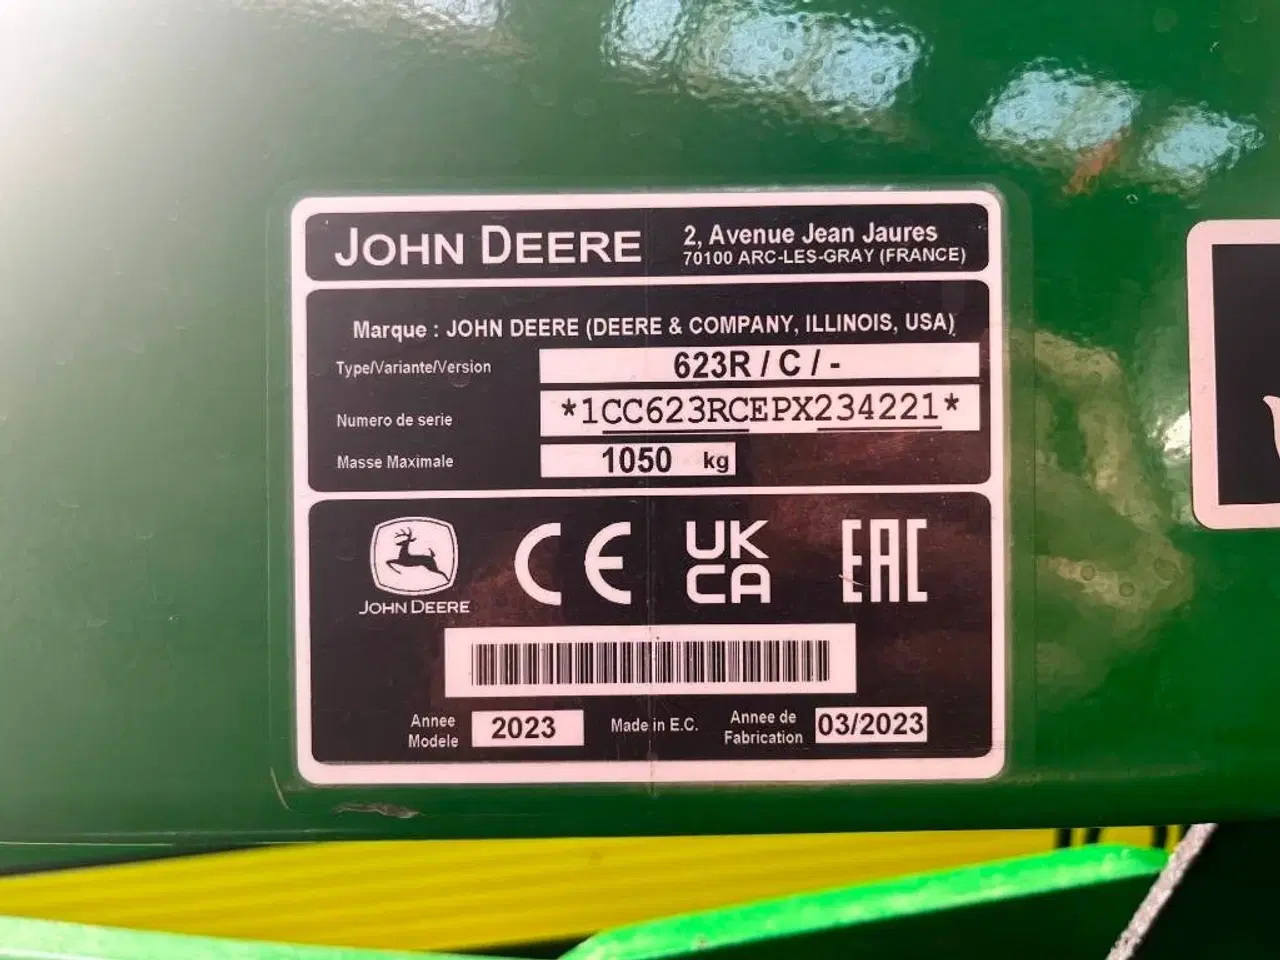 JOHN DEERE
2, Avenue Jean Jaures
70100 ARC-LES-GRAY (FRANCE)
Marque : JOHN DEERE (DEERE & COMPANY, ILLINOIS, USA)
Type/Variante/Version 623R / C / -
Numero de serie *1CC623RCEPX234221*
Masse Maximale 1050 kg
JOHN DEERE
CE
UK
CA
EAC
Annee
Modele
2023
Made in E.C.
Annee de
Fabrication
03/2023